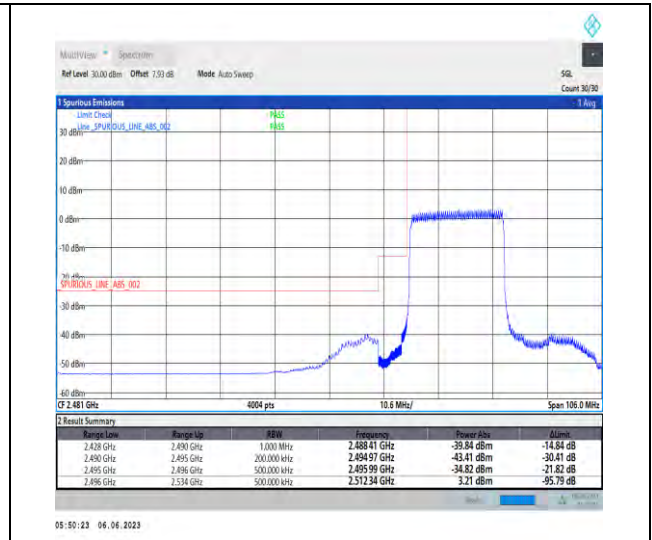 MultiView Spectrum
Ref Level 30.00 dBm Offset 7.93 dB Mode Auto Sweep SGL
Count 30/30
1 Spurious Emissions 1 Avg
Limit Check PASS
30 dBm Line _SPURIOUS_LINE_ABS_002 PASS
20 dBm
10 dBm
0 dBm
-10 dBm
-20 dBm
SPURIOUS_LINE_ABS_002
-30 dBm
-40 dBm
-50 dBm
-60 dBm
CF 2.481 GHz 4004 pts 10.6 MHz/ Span 106.0 MHz
2 Result Summary
Range Low Range Up RBW Frequency Power Abs ΔLimit
2.428 GHz 2.490 GHz 1.000 MHz 2.488 41 GHz -39.84 dBm -14.84 dB
2.490 GHz 2.495 GHz 200.000 kHz 2.494 97 GHz -43.41 dBm -30.41 dB
2.495 GHz 2.496 GHz 500.000 kHz 2.495 99 GHz -34.82 dBm -21.82 dB
2.496 GHz 2.534 GHz 500.000 kHz 2.512 34 GHz 3.21 dBm -95.79 dB
05:50:23 06.06.2023